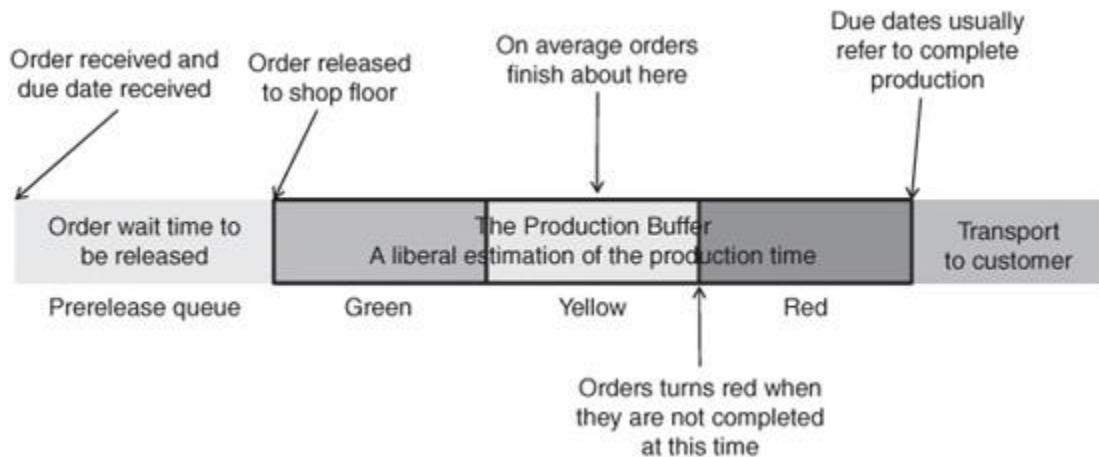 Order received and
due date received
Order released
to shop floor
On average orders
finish about here
Due dates usually
refer to complete
production
Order wait time to
be released
The Production Buffer
A liberal estimation of the production time
Transport
to customer
Prerelease queue
Green
Yellow
Red
Orders turns red when
they are not completed
at this time